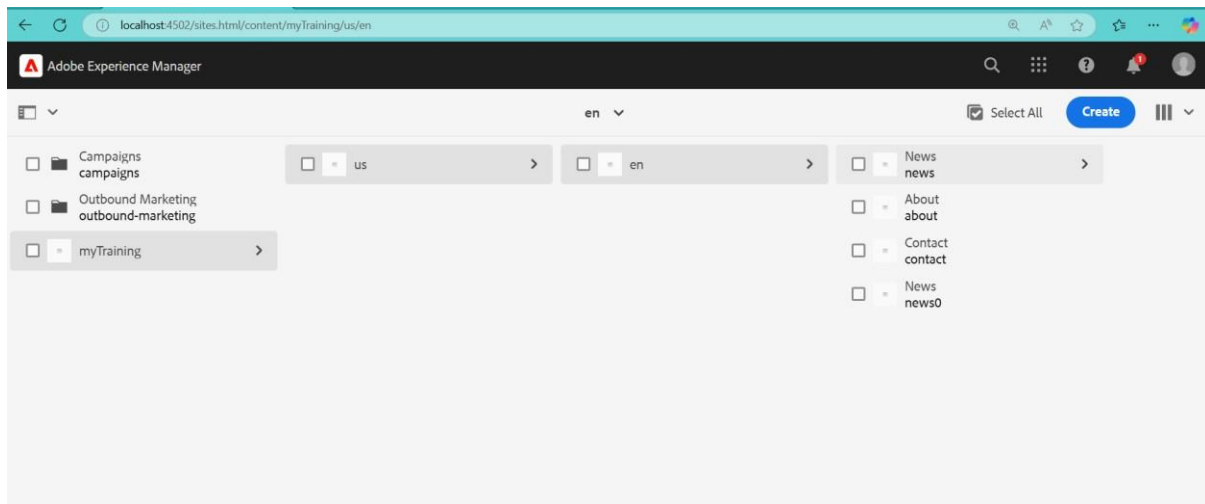 localhost:4502/sites.html/content/myTraining/us/en
Adobe Experience Manager
1
en
Select All
Create
Campaigns
campaigns
Outbound Marketing
outbound-marketing
myTraining
us
en
News
news
About
about
Contact
contact
News
news0